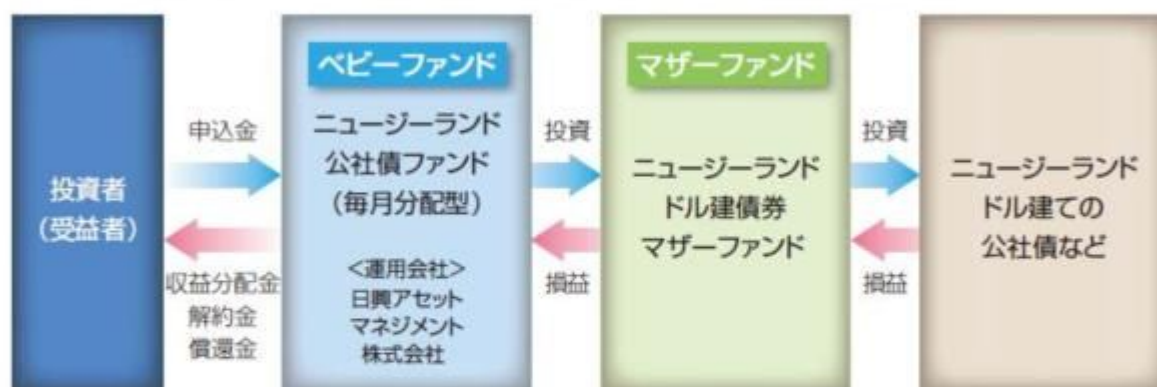 投資者
（受益者）
申込金
収益分配金
解約金
償還金
ベビーファンド
ニュージーランド
公社債ファンド
（毎月分配型）
＜運用会社＞
日興アセット
マネジメント
株式会社
投資
損益
マザーファンド
ニュージーランド
ドル建債券
マザーファンド
投資
損益
ニュージーランド
ドル建ての
公社債など